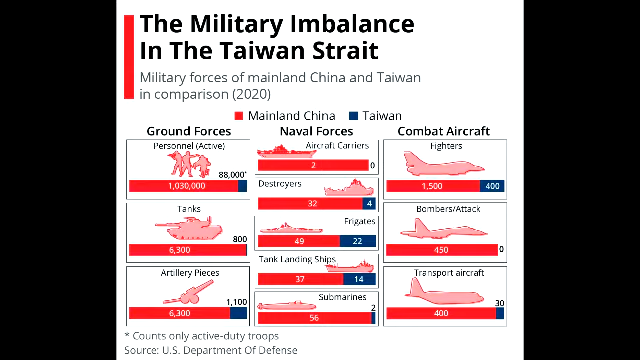 The Military Imbalance
In The Taiwan Strait
Military forces of mainland China and Taiwan
in comparison (2020)
Mainland China Taiwan
Ground Forces
Personnel (Active)
88,000*
1,030,000
Tanks
800
6,300
Artillery Pieces
1,100
6,300
Naval Forces
Aircraft Carriers
2 0
Destroyers
32 4
Frigates
49 22
Tank Landing Ships
37 14
Submarines
2
56
Combat Aircraft
Fighters
1,500 400
Bombers/Attack
450 0
Transport aircraft
30
400
* Counts only active-duty troops
Source: U.S. Department Of Defense